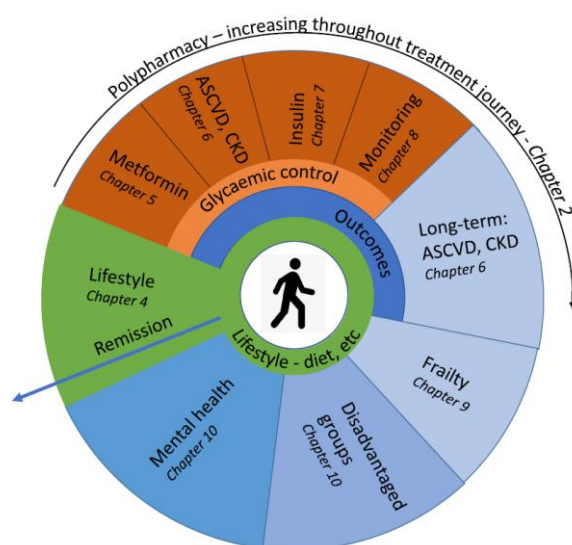 Polypharmacy – increasing throughout treatment journey - Chapter 2
Metformin
Chapter 5
ASCVD, CKD
Chapter 6
Insulin
Chapter 7
Monitoring
Chapter 8
Glycaemic control
Outcomes
Long-term:
ASCVD, CKD
Chapter 6
Frailty
Chapter 9
Disadvantaged
groups
Chapter 10
Mental health
Chapter 10
Lifestyle
Chapter 4
Remission
Lifestyle - diet, etc